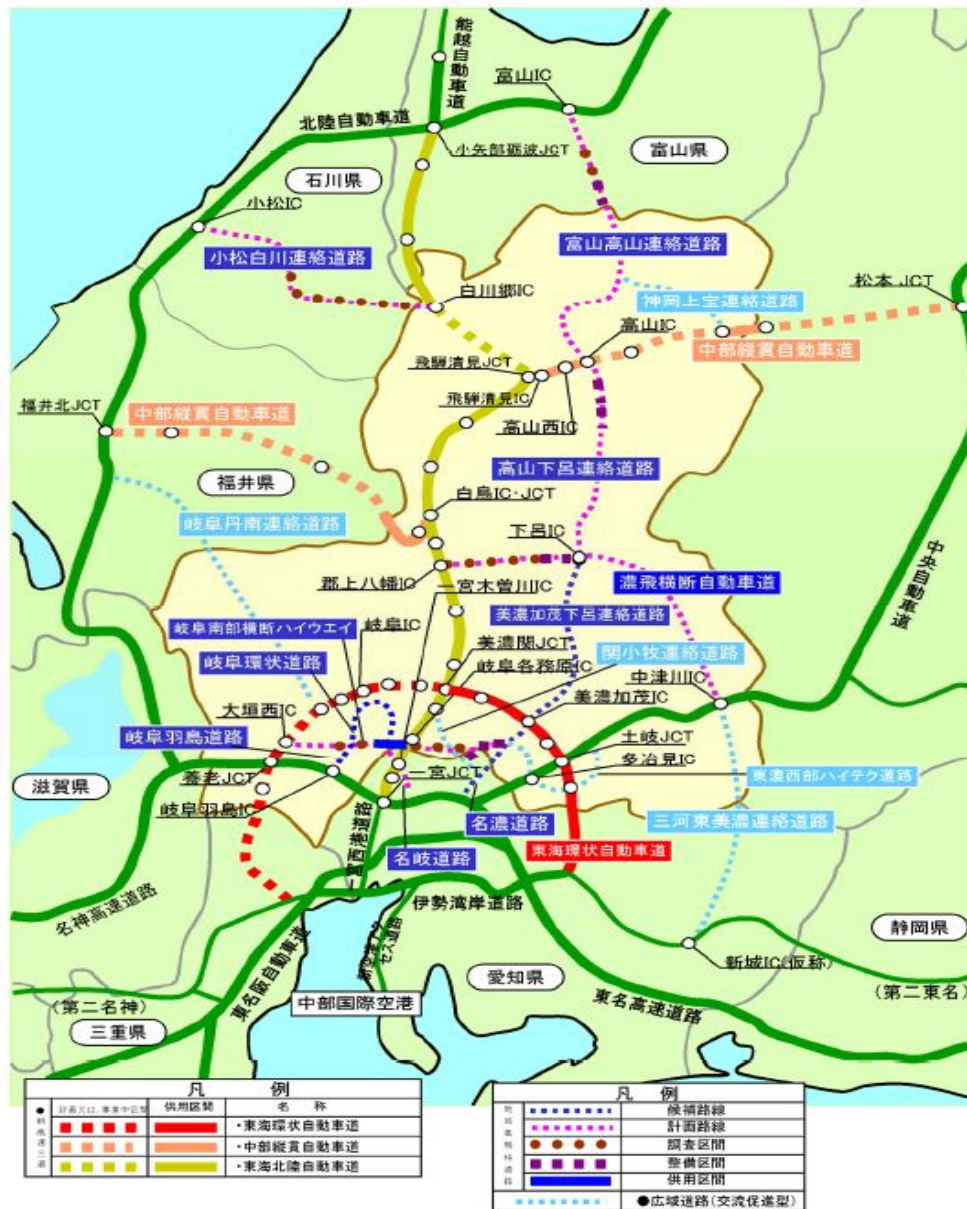 能越自動車道
富山IC
北陸自動車道
小矢部砺波JCT
富山県
石川県
小松IC
富山高山連絡道路
小松白川連絡道路
松本 JCT
白川郷IC
神岡上宝連絡道路
高山IC
飛騨清見JCT
中部縦貫自動車道
飛騨清見IC
福井北JCT
中部縦貫自動車道
高山西IC
高山下呂連絡道路
福井県
白鳥IC・JCT
岐阜丹南連絡道路
下呂IC
中央自動車道
郡上八幡IC
一宮木曽川IC
濃飛横断自動車道
美濃加茂下呂連絡道路
岐阜南部横断ハイウエイ
岐阜IC
美濃関JCT
関小牧連絡道路
岐阜環状道路
岐阜各務原IC
中津川IC
大垣西IC
美濃加茂IC
岐阜羽島道路
土岐JCT
養老JCT
一宮JCT
多治見IC
東濃西部ハイテク道路
滋賀県
岐阜羽島IC
名濃道路
三河東美濃連絡道路
一宮西港道路
名岐道路
東海環状自動車道
伊勢湾岸道路
名神高速道路
静岡県
東名阪自動車道
新城IC(仮称)
愛知県
(第二名神)
中部国際空港
東名高速道路
(第二東名)
三重県
凡 例
供用区間
名 称
・東海環状自動車道
・中部縦貫自動車道
・東海北陸自動車道
凡 例
候補路線
計画路線
調査区間
整備区間
供用区間
●広域道路(交流促進型)